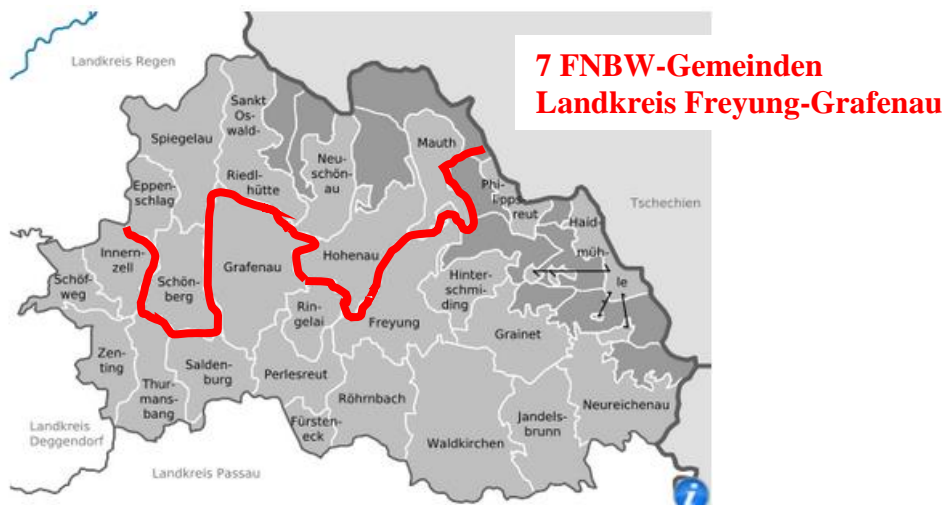 7 FNBW-Gemeinden
Landkreis Freyung-Grafenau
Landkreis Regen
Sankt
Os-
wald-
Spiegelau
Mauth
Neu-
schön-
au
Riedl-
hütte
Eppen-
schlag
Phi-
lipps-
reut
Tschechien
Haid-
müh-
le
Innern-
zell
Hohenau
Grafenau
Schöf-
weg
Schön-
berg
Hinter-
schmi-
ding
Rin-
gelai
Freyung
Grainet
Zen-
ting
Salden-
burg
Perlesreut
Thur-
mans-
bang
Röhrnbach
Neureichenau
Jandels-
brunn
Fürsten-
eck
Landkreis
Deggendorf
Waldkirchen
Landkreis Passau
i